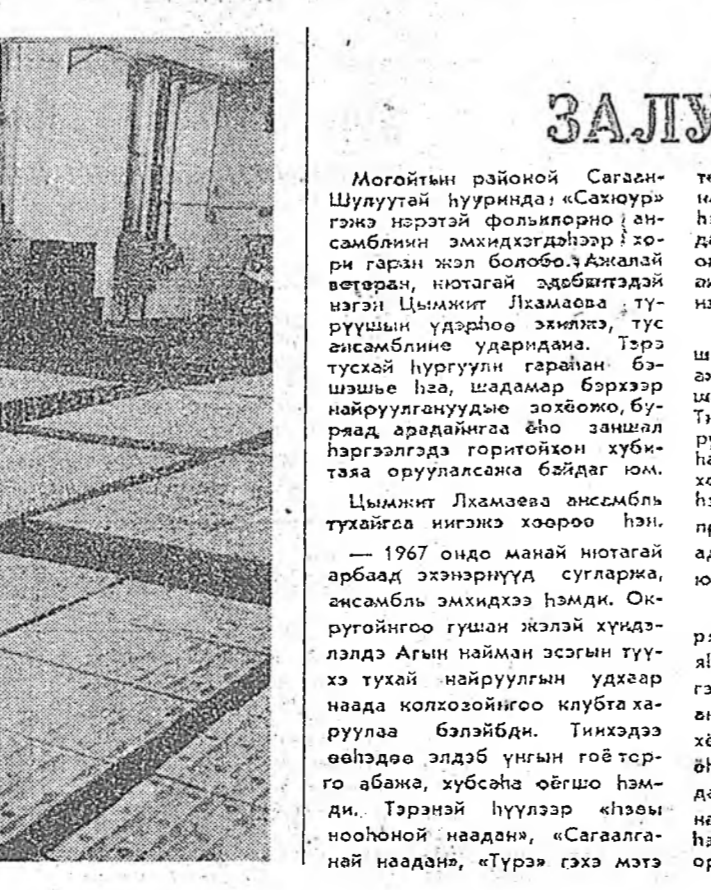 ЗАЛУ
Могойтын районой Сагаан-
Шулуутай һууринда «Сахюур»
гэжэ нэрэтэй фольклорно ан-
самблиин эмхидхэгдэһээр хо-
ри гаран жэл болобо. Ажалай
ветеран, нютагай эдэбхитэдэй
нэгэн Цымжит Лхамаева тү-
рүүшын үдэрһөө эхилжэ, тус
ансамблине ударидана. Тэрэ
тусхай һургуули гараһан бэ-
шэшье һаа, шадамар бэрхээр
найруулгануудые зохёожо, бу-
ряад арадайнгаа ёһо заншал
һэргээлгэдэ горитойхон хуби-
таяа оруулалсажа байдаг юм.
Цымжит Лхамаева ансамбль
тухайгаа иигэжэ хөөрөө һэн.
— 1967 ондо манай нютагай
арбаад эхэнэрнүүд сугларжа,
ансамбль эмхидхээ һэмди. Ок-
ругойнгоо гушан жэлэй хүндэ-
лэлдэ Агын найман эсэгын түү-
хэ тухай найруулгын удхаар
наада колхозойнгоо клубта ха-
руулаа бэлэйбди. Тиихэдээ
өөһэдөө элдэб үнгын гоё тор-
го абажа, хубсаһа оёгшо һэм-
ди. Тэрэнэй һүүлээр «Һээы
нооһоной наадан», «Сагаалга-
най наадан», «Түрэ» гэхэ мэтэ